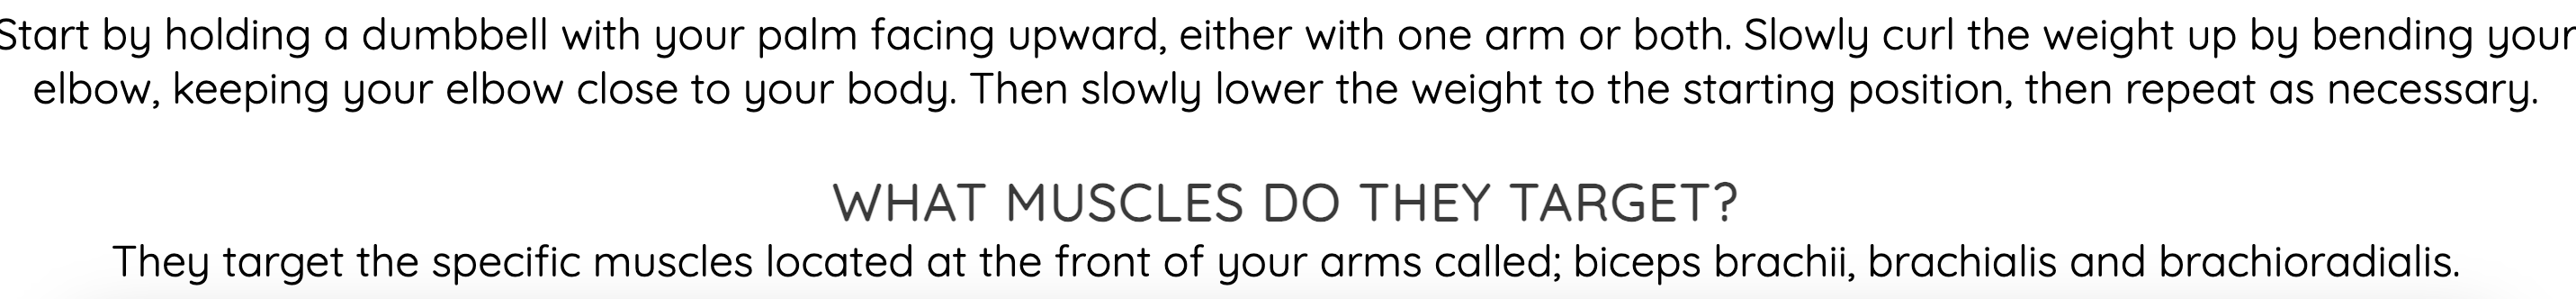 Start by holding a dumbbell with your palm facing upward, either with one arm or both. Slowly curl the weight up by bending your
elbow, keeping your elbow close to your body. Then slowly lower the weight to the starting position, then repeat as necessary.
WHAT MUSCLES DO THEY TARGET?
They target the specific muscles located at the front of your arms called; biceps brachii, brachialis and brachioradialis.